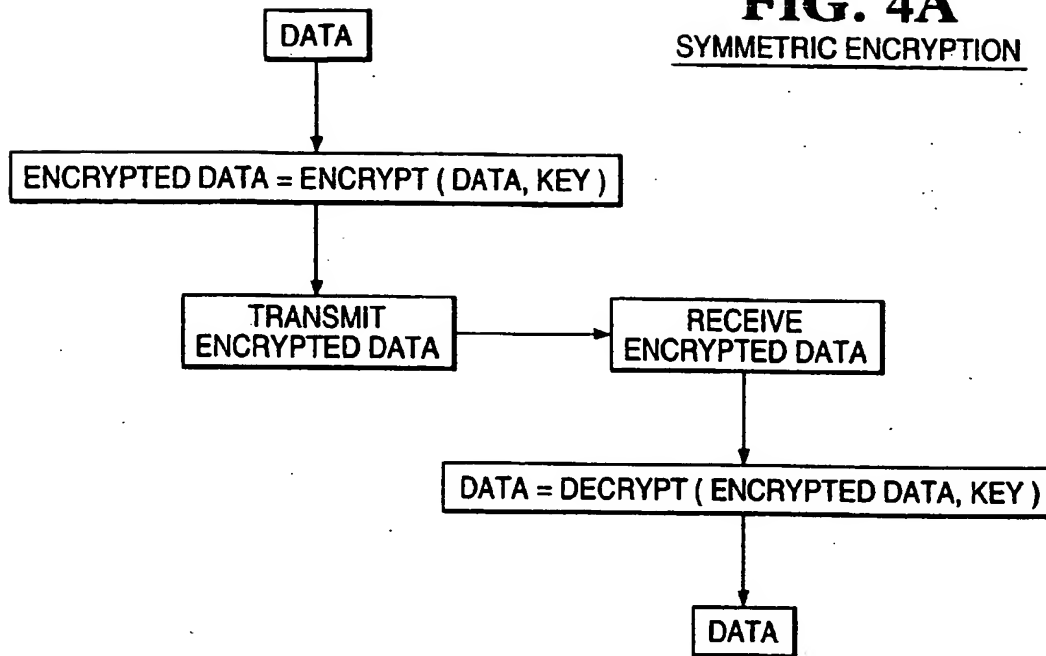 FIG. 4A
SYMMETRIC ENCRYPTION
DATA
ENCRYPTED DATA = ENCRYPT ( DATA, KEY )
TRANSMIT
ENCRYPTED DATA
RECEIVE
ENCRYPTED DATA
DATA = DECRYPT ( ENCRYPTED DATA, KEY )
DATA